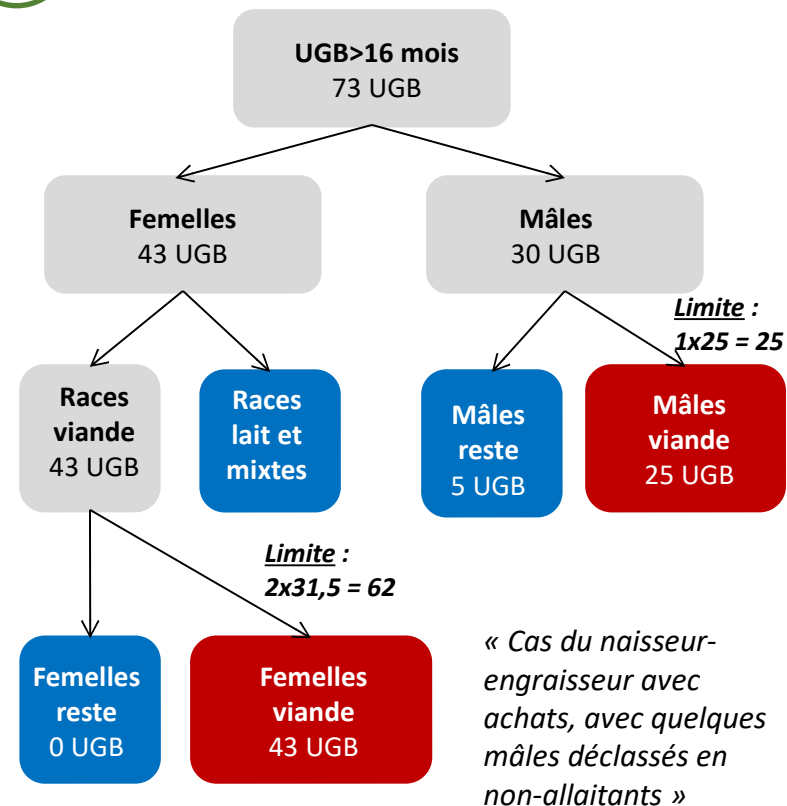 UGB>16 mois
73 UGB
Femelles
43 UGB
Mâles
30 UGB
Limite :
1x25 = 25
Races
viande
43 UGB
Races
lait et
mixtes
Mâles
reste
5 UGB
Mâles
viande
25 UGB
Limite :
2x31,5 = 62
Femelles
reste
0 UGB
Femelles
viande
43 UGB
« Cas du naisseur-
engraisseur avec
achats, avec quelques
mâles déclassés en
non-allaitants »